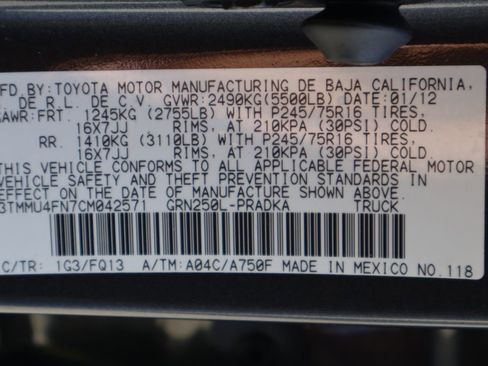 MFD.BY:TOYOTA MOTOR MANUFACTURING DE BAJA CALIFORNIA,
S. DE R.L. DE C.V. GVWR:2490KG(5500LB) DATE:01/12
GAWR:FRT. 1245KG (2755LB) WITH P245/75R16 TIRES,
16X7JJ RIMS, AT 210KPA (30PSI) COLD.
RR. 1410KG (3110LB) WITH P245/75R16 TIRES,
16X7JJ RIMS, AT 210KPA (30PSI) COLD.
THIS VEHICLE CONFORMS TO ALL APPLICABLE FEDERAL MOTOR
VEHICLE SAFETY AND THEFT PREVENTION STANDARDS IN
EFFECT ON THE DATE OF MANUFACTURE SHOWN ABOVE.
3TMMU4FN7CM042571 GRN250L-PRADKA TRUCK
C/TR: 1G3/FQ13 A/TM:A04C/A750F MADE IN MEXICO NO.118